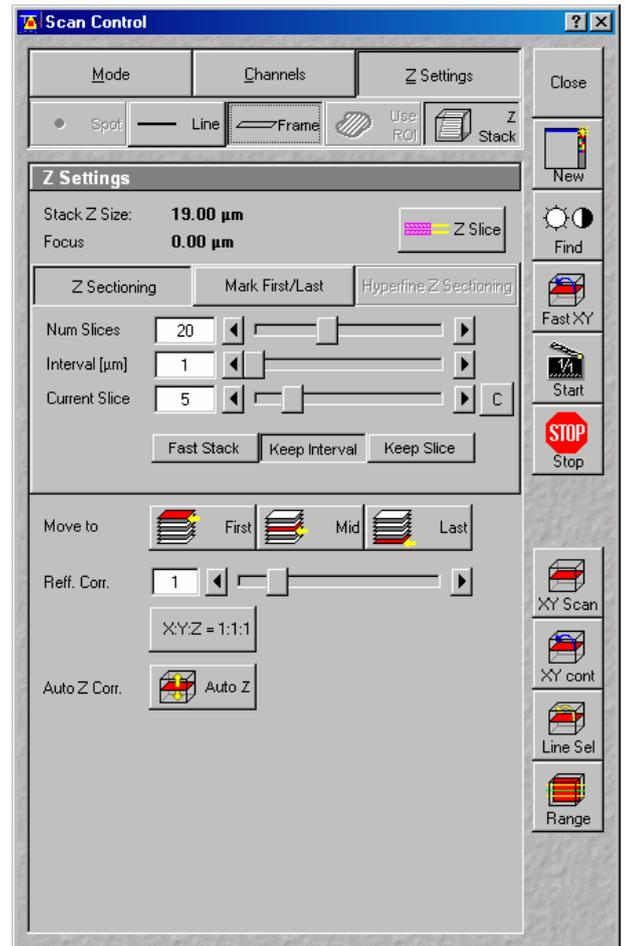 Scan Control
Mode Channels Z Settings
Spot Line Frame Use ROI Z Stack
Z Settings
Stack Z Size: 19.00 µm
Focus 0.00 µm
Z Slice
Z Sectioning Mark First/Last Hyperfine Z Sectioning
Num Slices 20
Interval [µm] 1
Current Slice 5 C
Fast Stack Keep Interval Keep Slice
Move to First Mid Last
Reff. Corr. 1
X:Y:Z = 1:1:1
Auto Z Corr. Auto Z
Close
New
Find
Fast XY
1/1
Start
STOP
Stop
XY Scan
XY cont
Line Sel
Range